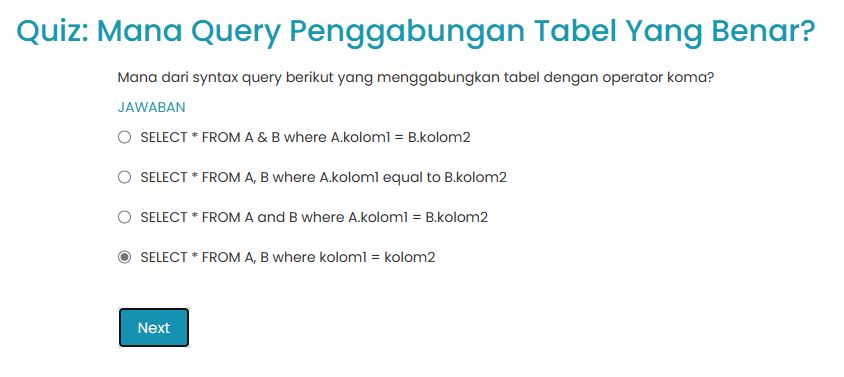 Quiz: Mana Query Penggabungan Tabel Yang Benar?
Mana dari syntax query berikut yang menggabungkan tabel dengan operator koma?
JAWABAN
SELECT * FROM A & B where A.kolom1 = B.kolom2
SELECT * FROM A, B where A.kolom1 equal to B.kolom2
SELECT * FROM A and B where A.kolom1 = B.kolom2
SELECT * FROM A, B where kolom1 = kolom2
Next